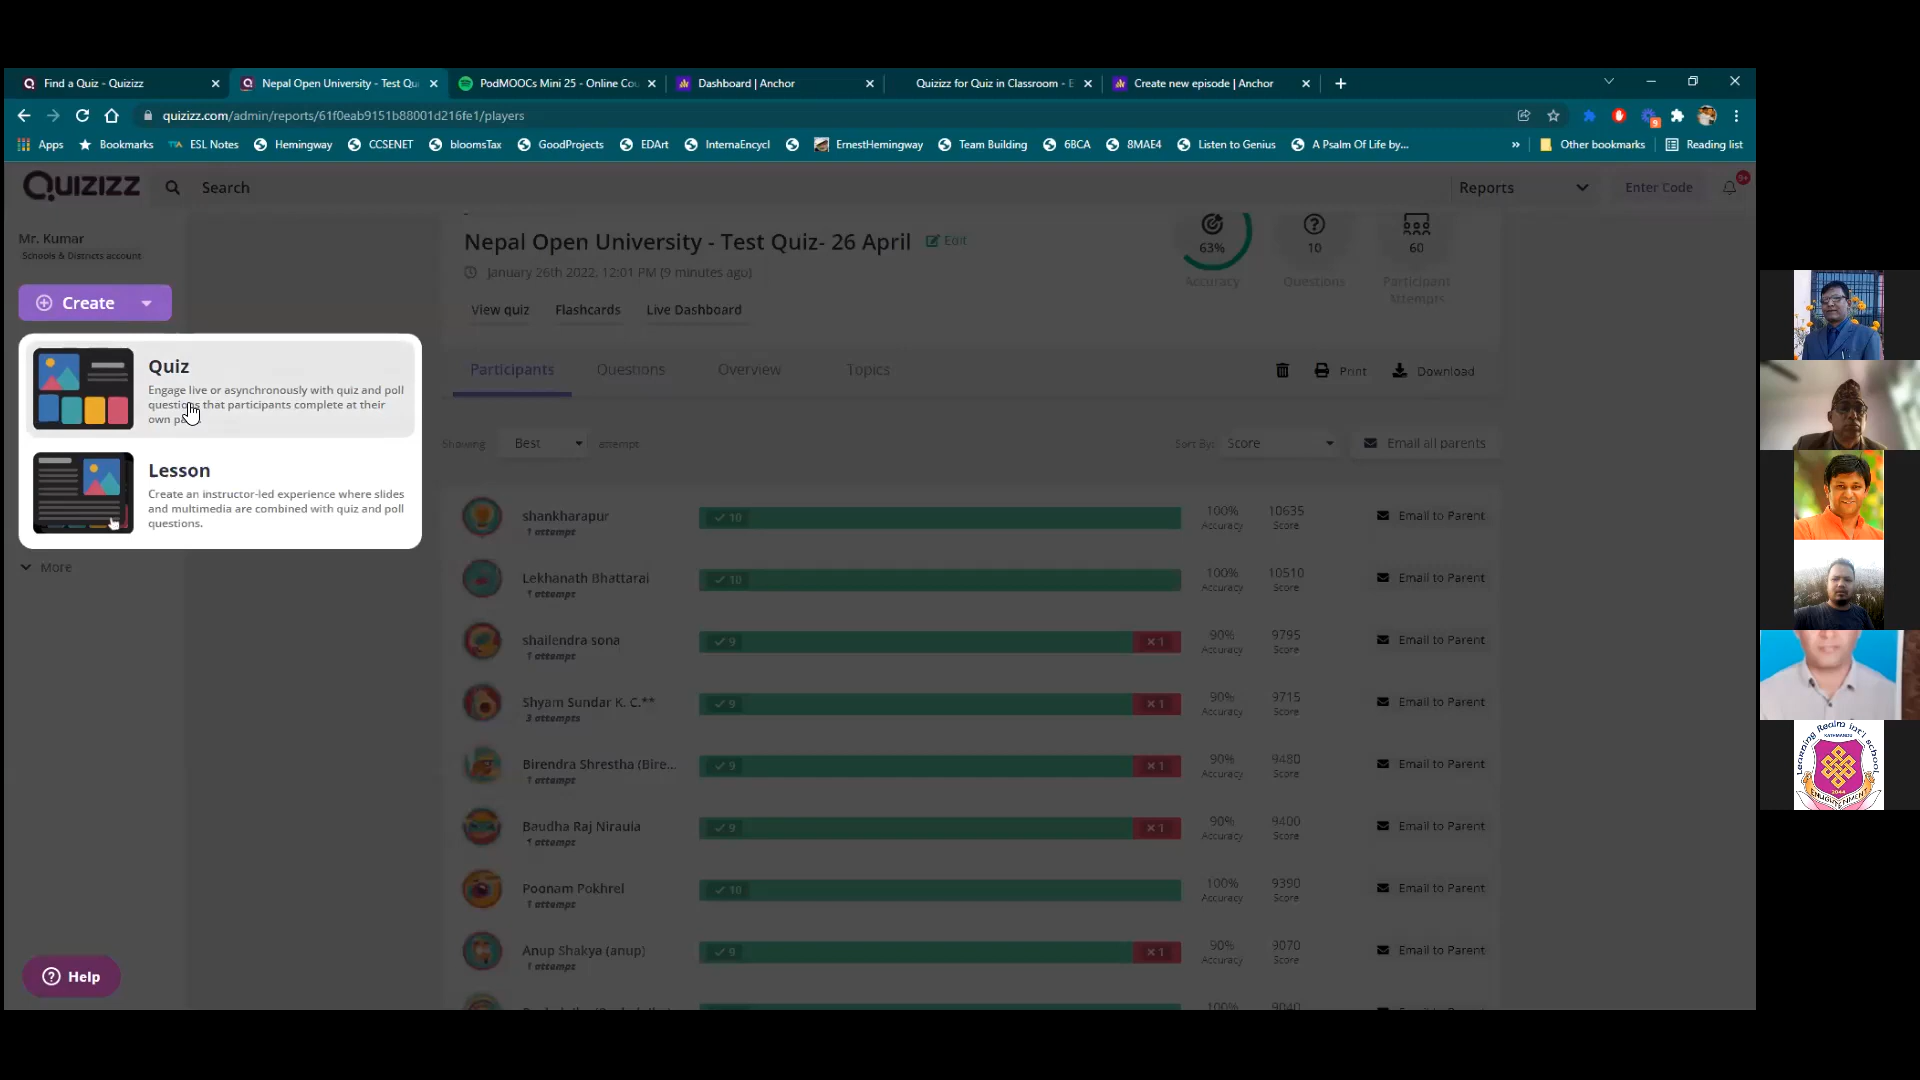 Find a Quiz - Quizizz
Nepal Open University - Test Qu
PodMOOCs Mini 25 - Online Cou
Dashboard | Anchor
Quizizz for Quiz in Classroom - E
Create new episode | Anchor
quizizz.com/admin/reports/61f0eab9151b88001d216fe1/players
Apps
Bookmarks
ESL Notes
Hemingway
CCSENET
bloomsTax
GoodProjects
EDArt
InternaEncycl
ErnestHemingway
Team Building
6BCA
8MAE4
Listen to Genius
A Psalm Of Life by...
»
Other bookmarks
Reading list
QUIZIZZ
Search
Reports
Enter Code
9+
Mr. Kumar
Schools & Districts account
Create
Quiz
Engage live or asynchronously with quiz and poll
questions that participants complete at their
own
Lesson
Create an instructor-led experience where slides
and multimedia are combined with quiz and poll
questions.
More
Help
Nepal Open University - Test Quiz- 26 April
Edit
January 26th 2022, 12:01 PM (9 minutes ago)
View quiz
Flashcards
Live Dashboard
63%
Accuracy
10
Questions
60
Participant
Attempts
Participants
Questions
Overview
Topics
Print
Download
Showing
Best
attempt
Sort By:
Score
Email all parents
shankharapur
1 attempt
10
100%
Accuracy
10635
Score
Email to Parent
Lekhanath Bhattarai
1 attempt
10
100%
Accuracy
10510
Score
Email to Parent
shailendra sona
1 attempt
9
1
90%
Accuracy
9795
Score
Email to Parent
Shyam Sundar K. C.**
3 attempts
9
1
90%
Accuracy
9715
Score
Email to Parent
Birendra Shrestha (Bire...
1 attempt
9
1
90%
Accuracy
9480
Score
Email to Parent
Baudha Raj Niraula
1 attempt
9
1
90%
Accuracy
9400
Score
Email to Parent
Poonam Pokhrel
1 attempt
10
100%
Accuracy
9390
Score
Email to Parent
Anup Shakya (anup)
1 attempt
9
1
90%
Accuracy
9070
Score
Email to Parent
100%
9040
Learning Realm Int'l School
KATHMANDU
2044